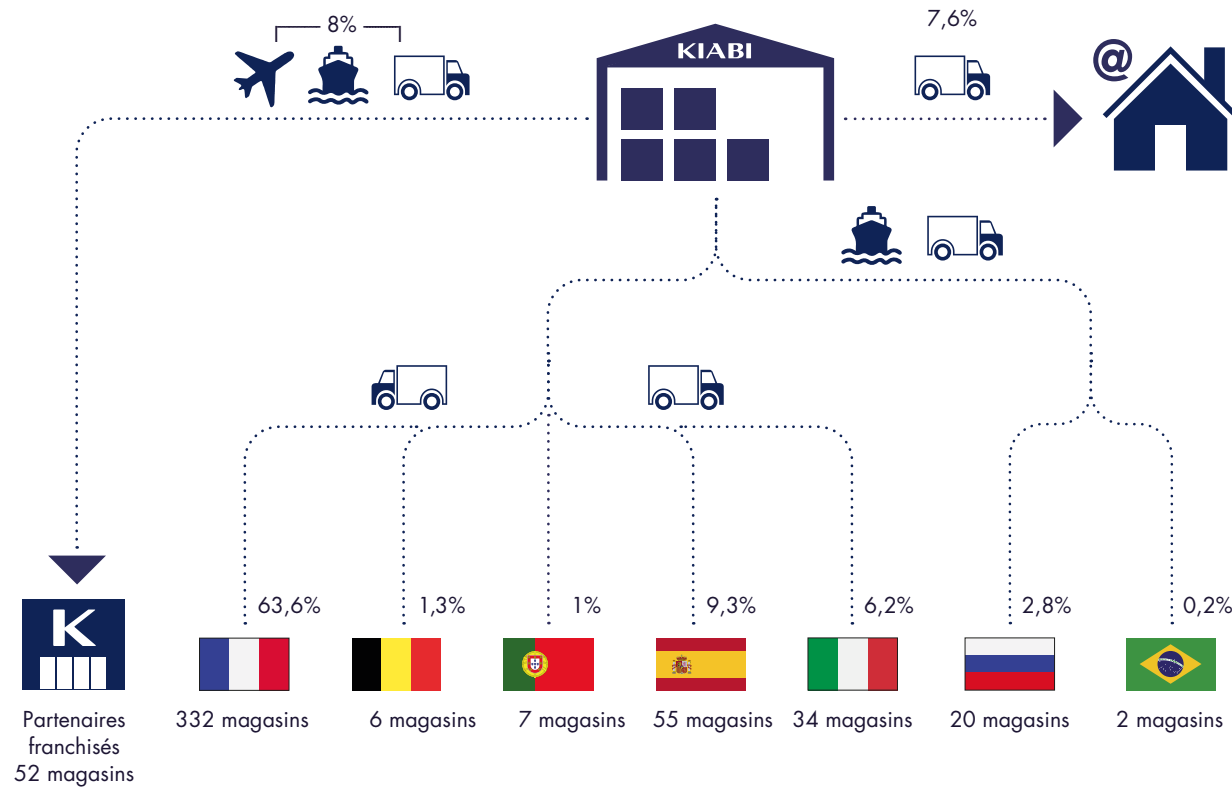 8%
7,6%
KIABI
@
63,6%
1,3%
1%
9,3%
6,2%
2,8%
0,2%
K
332 magasins
6 magasins
7 magasins
55 magasins
34 magasins
20 magasins
2 magasins
Partenaires
franchisés
52 magasins